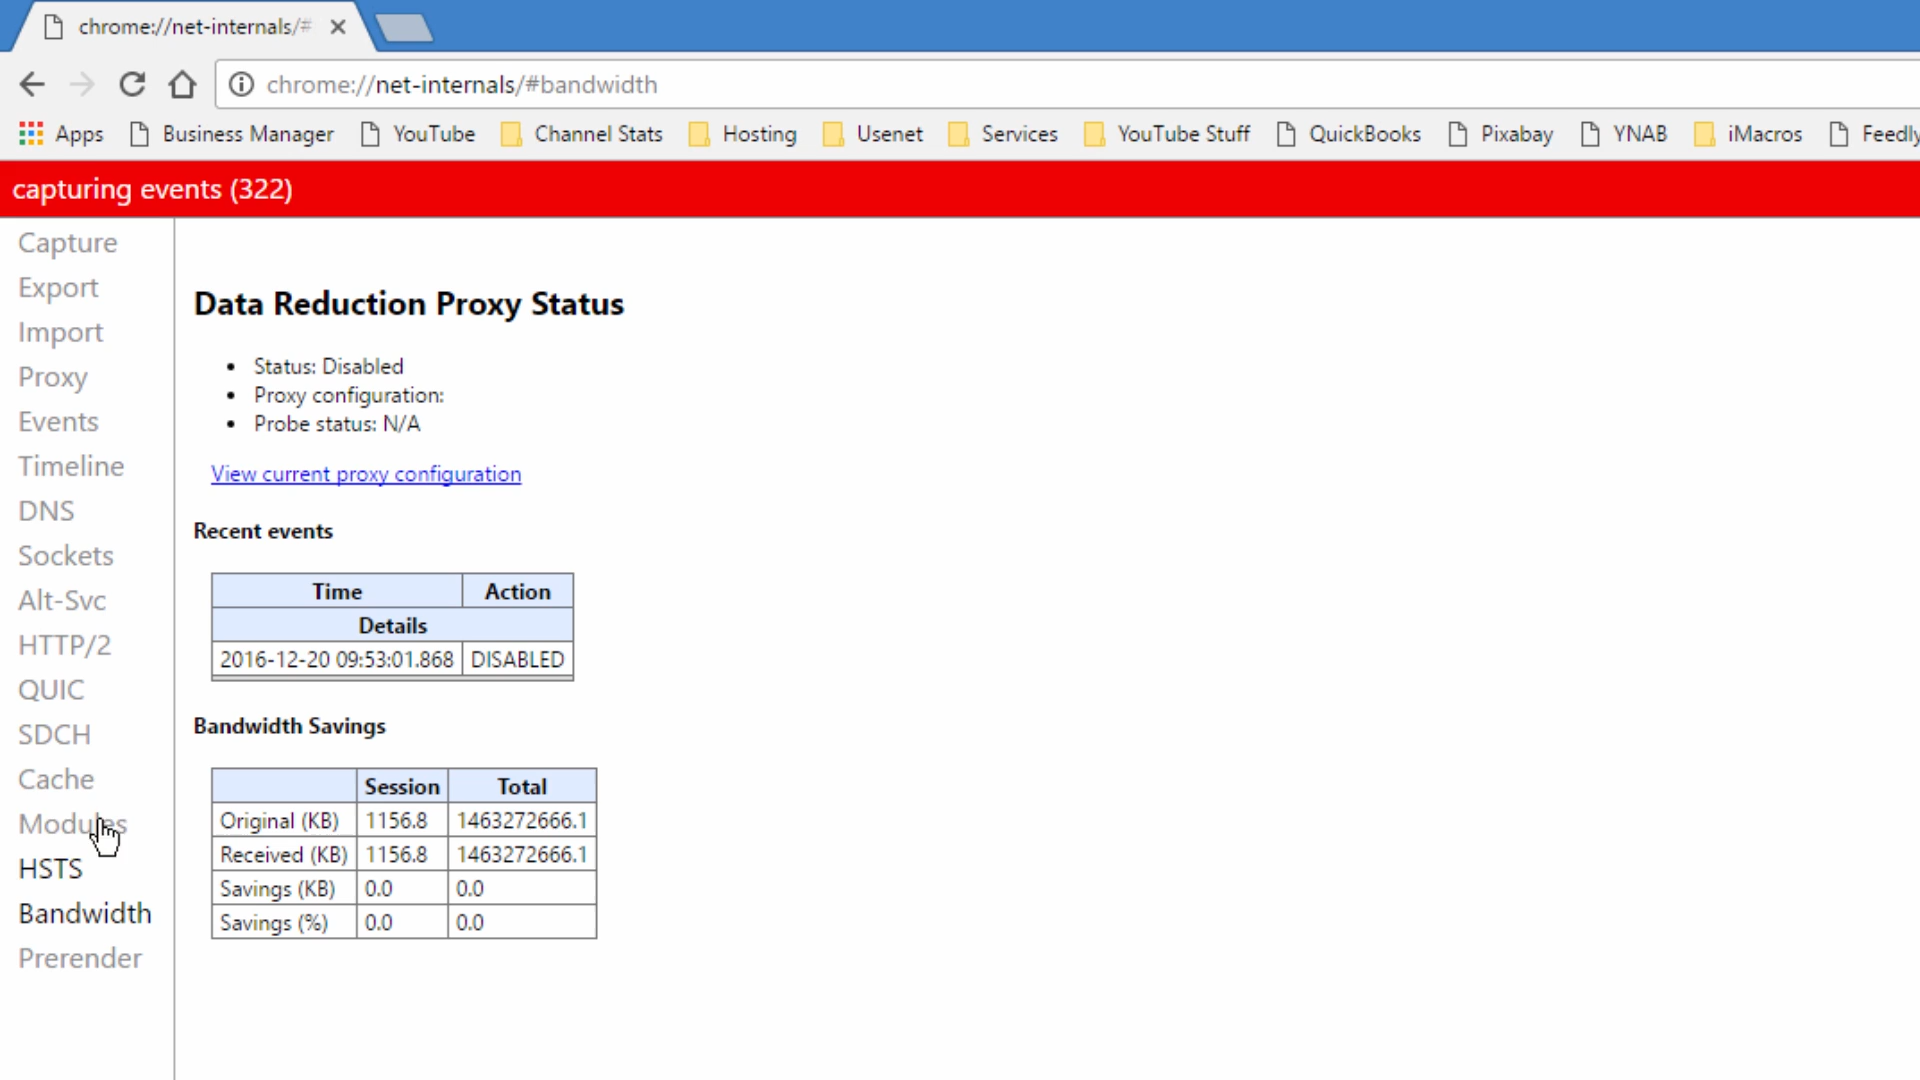 chrome://net-internals/#
chrome://net-internals/#bandwidth
Apps Business Manager YouTube Channel Stats Hosting Usenet Services YouTube Stuff QuickBooks Pixabay YNAB iMacros Feedly
capturing events (322)
Capture
Export
Import
Proxy
Events
Timeline
DNS
Sockets
Alt-Svc
HTTP/2
QUIC
SDCH
Cache
Modules
HSTS
Bandwidth
Prerender
Data Reduction Proxy Status
• Status: Disabled
• Proxy configuration:
• Probe status: N/A
View current proxy configuration
Recent events
Time Action
Details
2016-12-20 09:53:01.868 DISABLED
Bandwidth Savings
Session Total
Original (KB) 1156.8 1463272666.1
Received (KB) 1156.8 1463272666.1
Savings (KB) 0.0 0.0
Savings (%) 0.0 0.0